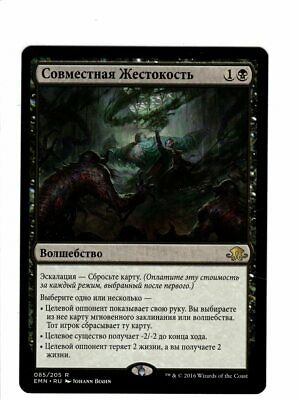 Совместная Жестокость 1
Волшебство
Эскалация — Сбросьте карту. (Оплатите эту стоимость
за каждый режим, выбранный после первого.)
Выберите одно или несколько —
• Целевой оппонент показывает свою руку. Вы выбираете
из нее карту мгновенного заклинания или волшебства.
Тот игрок сбрасывает ту карту.
• Целевое существо получает -2/-2 до конца хода.
• Целевой оппонент теряет 2 жизни, а вы получаете 2
жизни.
085/205 R
EMN • RU Johann Bodin
™ & © 2016 Wizards of the Coast